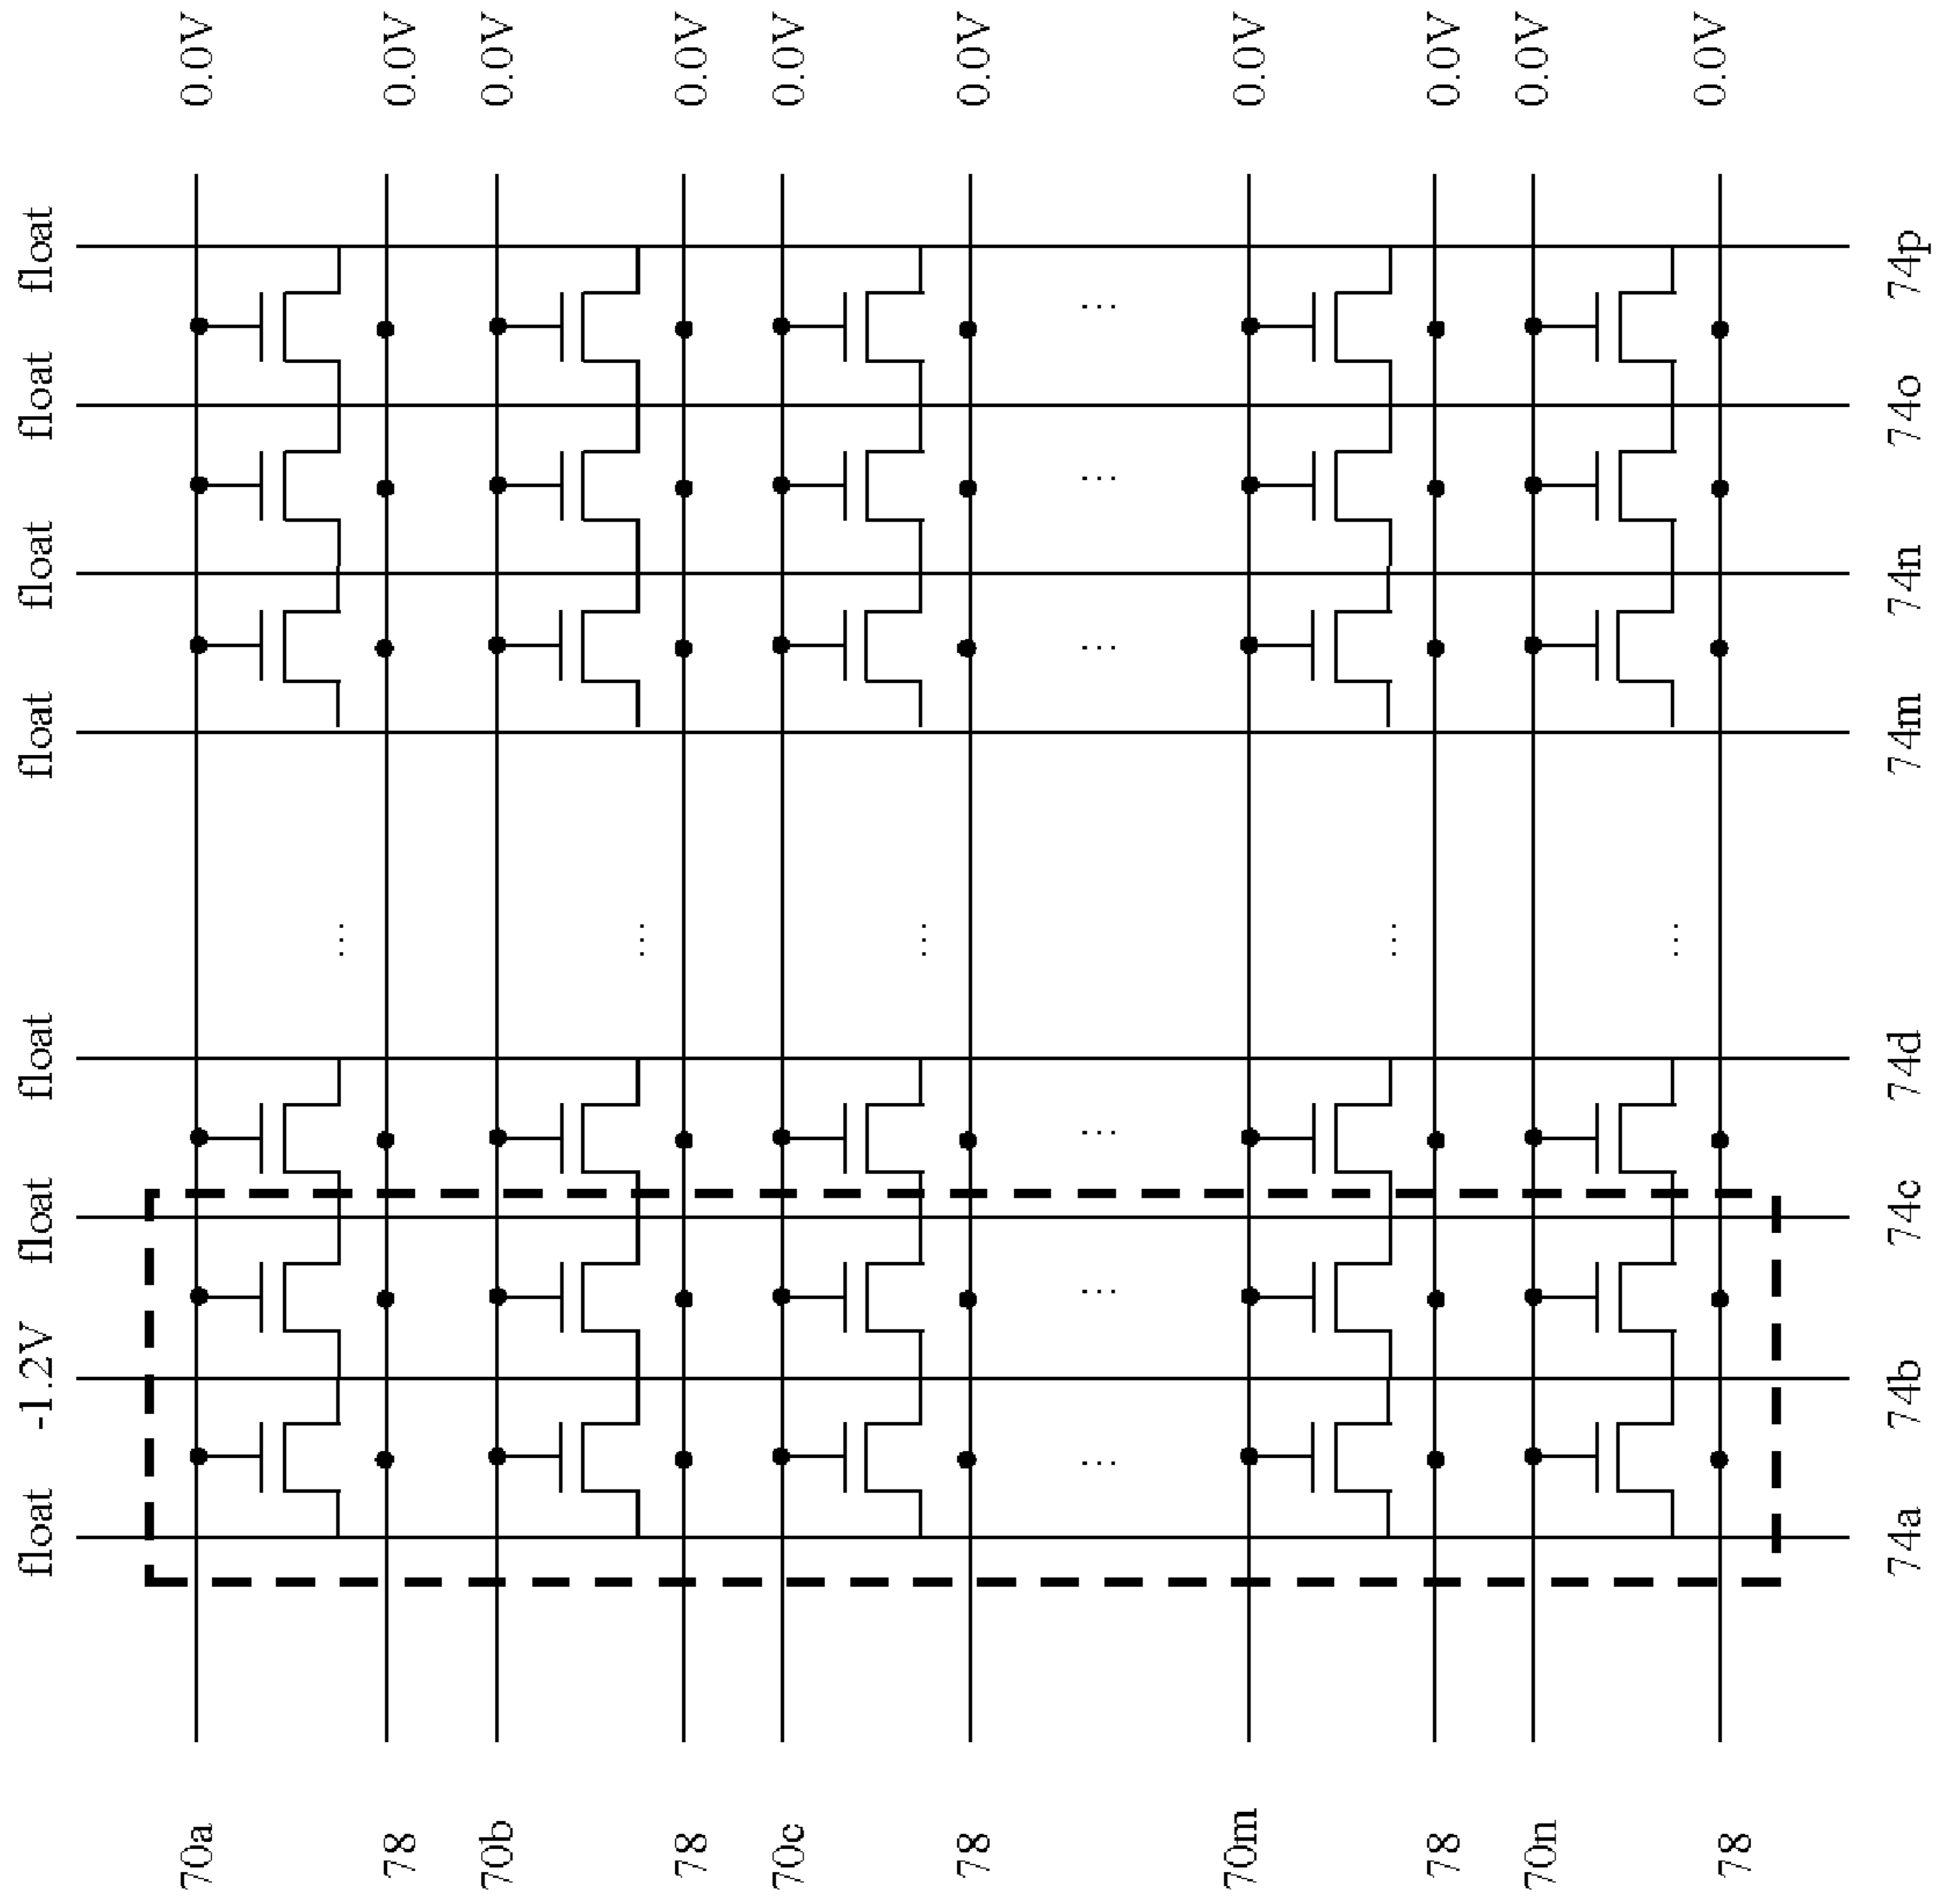 float -1.2V float float float float float float
70a 0.0V
78 0.0V
70b 0.0V
78 0.0V
70c 0.0V
78 0.0V
70m 0.0V
78 0.0V
70n 0.0V
78 0.0V
74a 74b 74c 74d 74m 74n 74o 74p